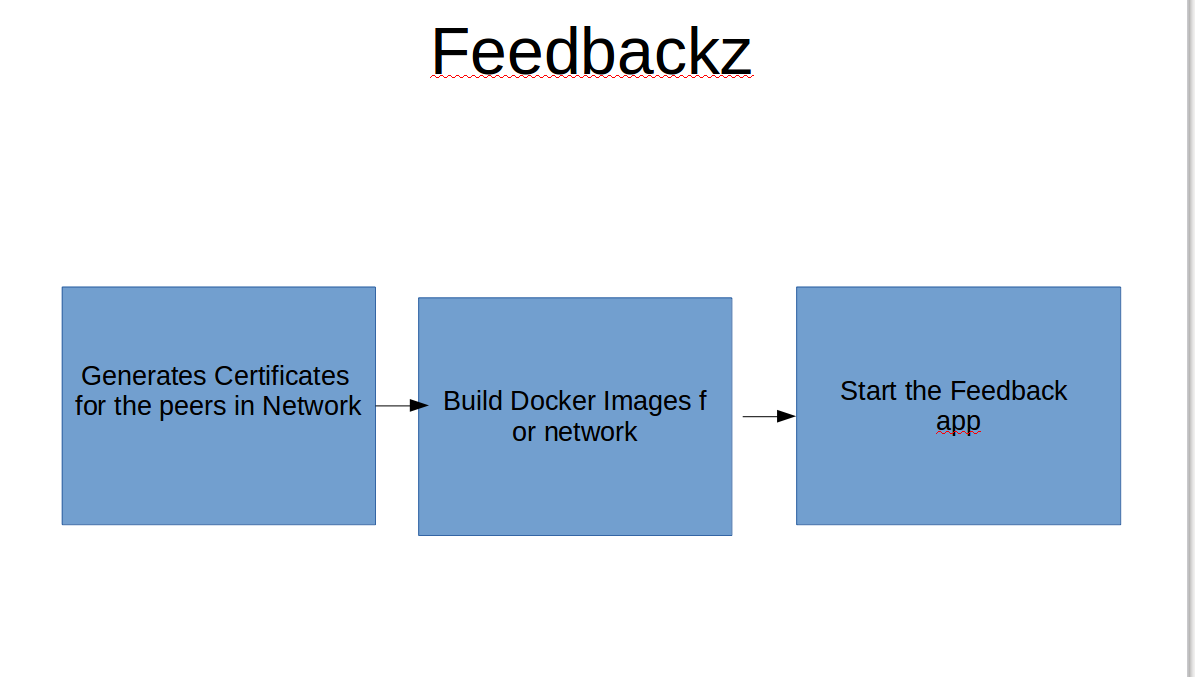 Feedbackz
Generates Certificates
for the peers in Network
Build Docker Images f
or network
Start the Feedback
app